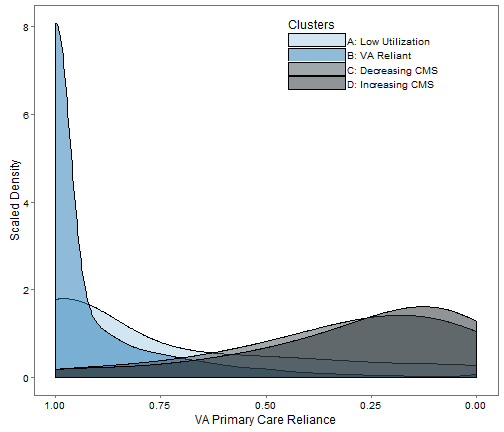 Clusters
A: Low Utilization
B: VA Reliant
C: Decreasing CMS
D: Increasing CMS
Scaled Density
8
6
4
2
0
1.00 0.75 0.50 0.25 0.00
VA Primary Care Reliance